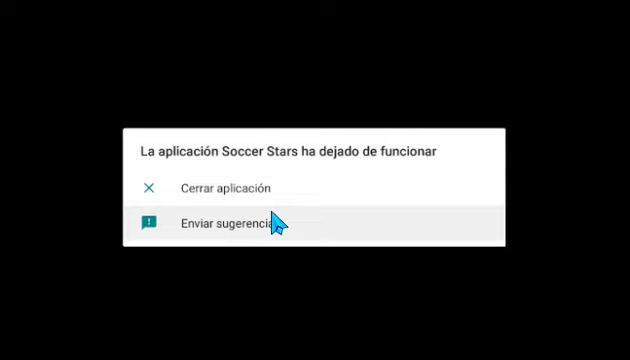 La aplicación Soccer Stars ha dejado de funcionar
Cerrar aplicación
Enviar sugerencia